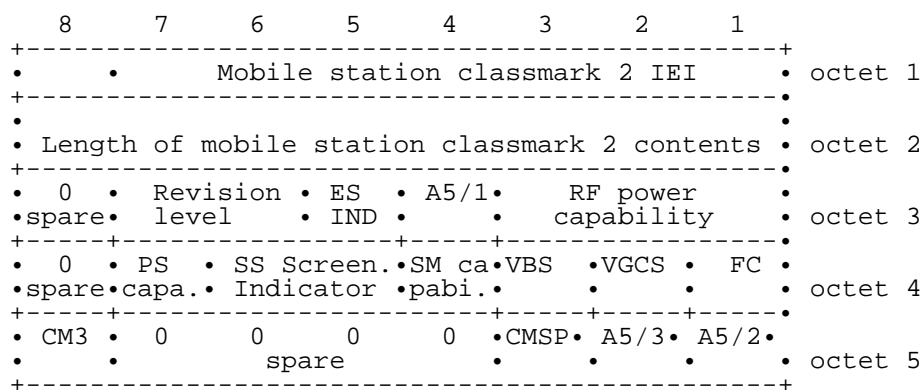 8 7 6 5 4 3 2 1
Mobile station classmark 2 IEI octet 1
Length of mobile station classmark 2 contents octet 2
0 Revision ES A5/1 RF power
spare level IND capability octet 3
0 PS SS Screen. SM ca VBS VGCS FC
spare capa. Indicator pabi. octet 4
CM3 0 0 0 0 CMSP A5/3 A5/2
spare octet 5